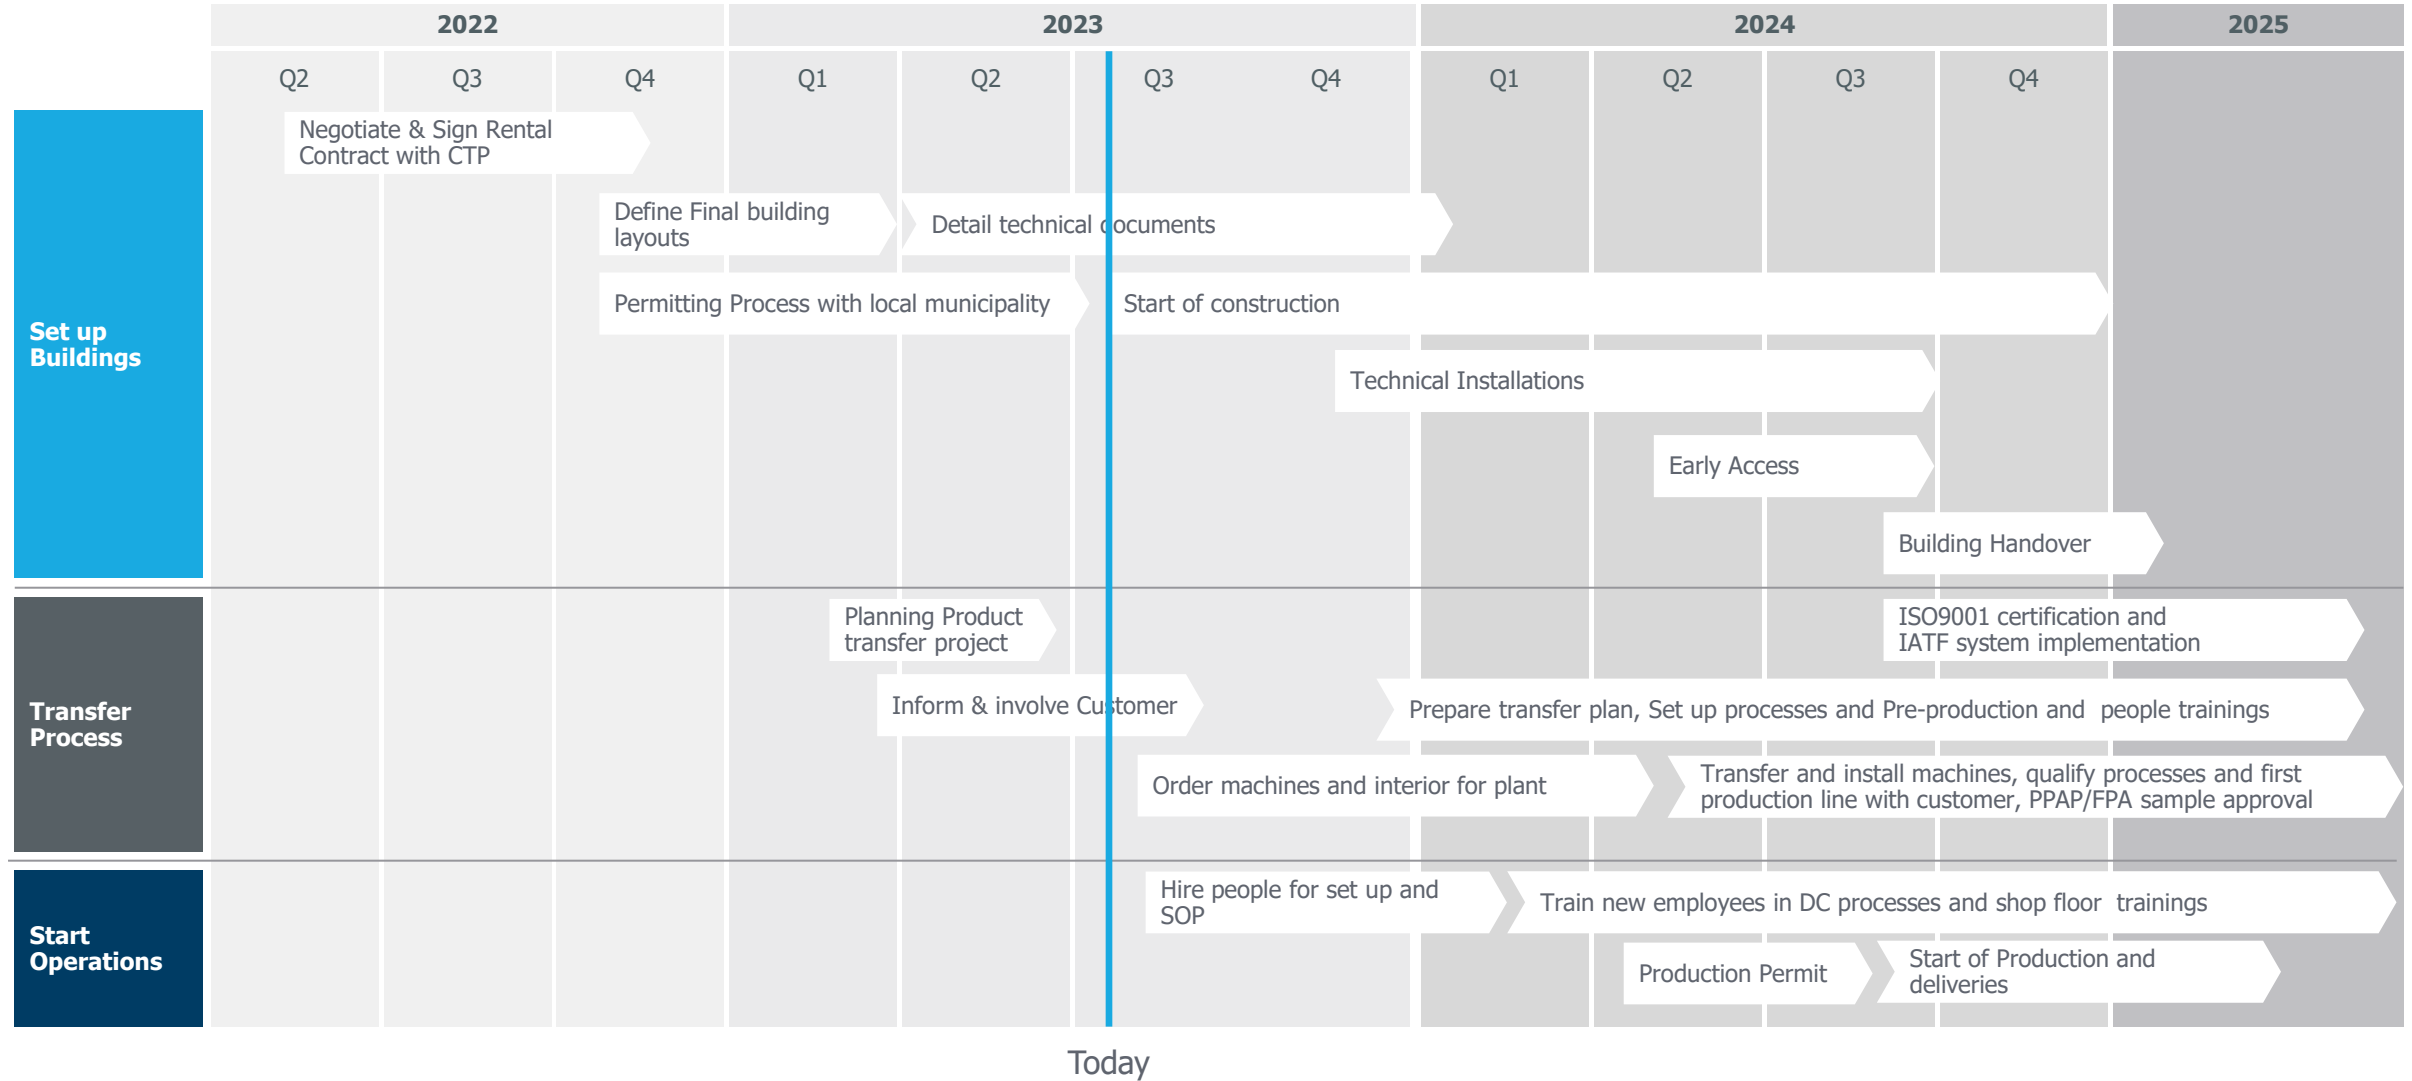 2022
2023
2024
2025
Q2
Q3
Q4
Q1
Q2
Q3
Q4
Q1
Q2
Q3
Q4
Set up
Buildings
Negotiate & Sign Rental
Contract with CTP
Define Final building
layouts
Detail technical documents
Permitting Process with local municipality
Start of construction
Technical Installations
Early Access
Building Handover
Transfer
Process
Planning Product
transfer project
ISO9001 certification and
IATF system implementation
Inform & involve Customer
Prepare transfer plan, Set up processes and Pre-production and  people trainings
Order machines and interior for plant
Transfer and install machines, qualify processes and first
production line with customer, PPAP/FPA sample approval
Start
Operations
Hire people for set up and
SOP
Train new employees in DC processes and shop floor  trainings
Production Permit
Start of Production and
deliveries
Today